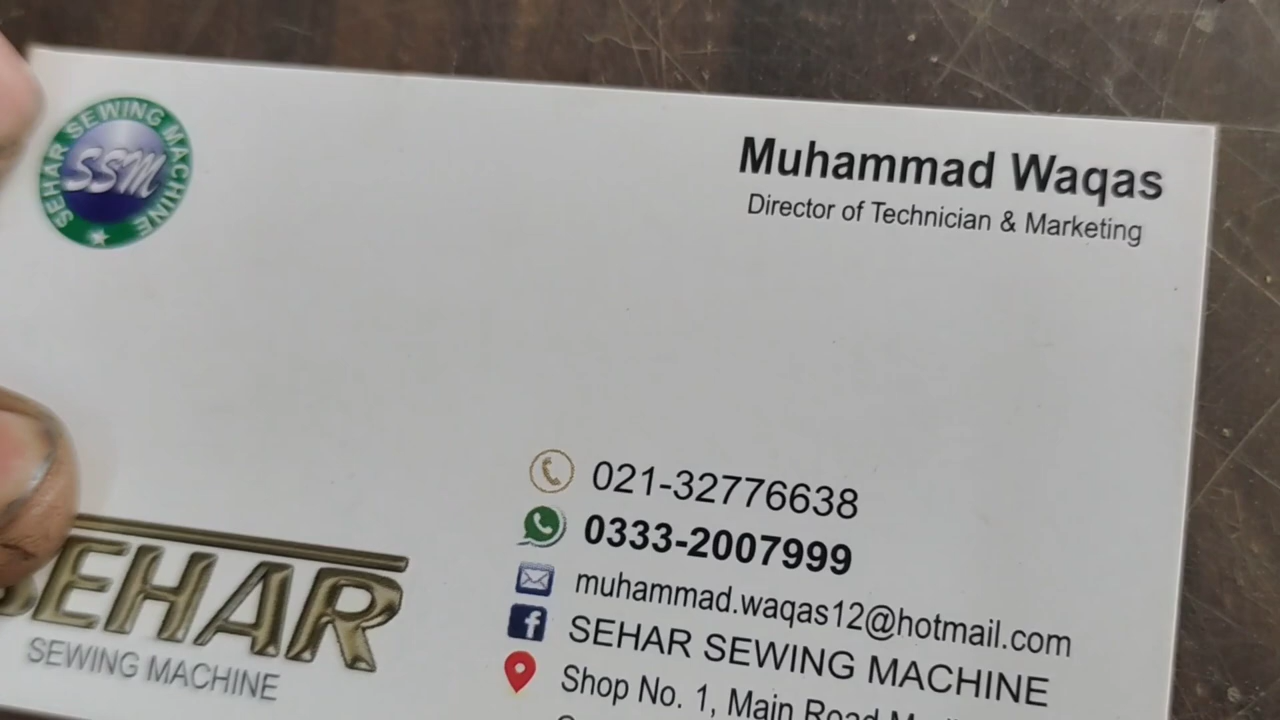 SEHAR SEWING MACHINE
SSM
Muhammad Waqas
Director of Technician & Marketing
021-32776638
0333-2007999
muhammad.waqas12@hotmail.com
SEHAR SEWING MACHINE
Shop No. 1, Main Road
SEHAR
SEWING MACHINE